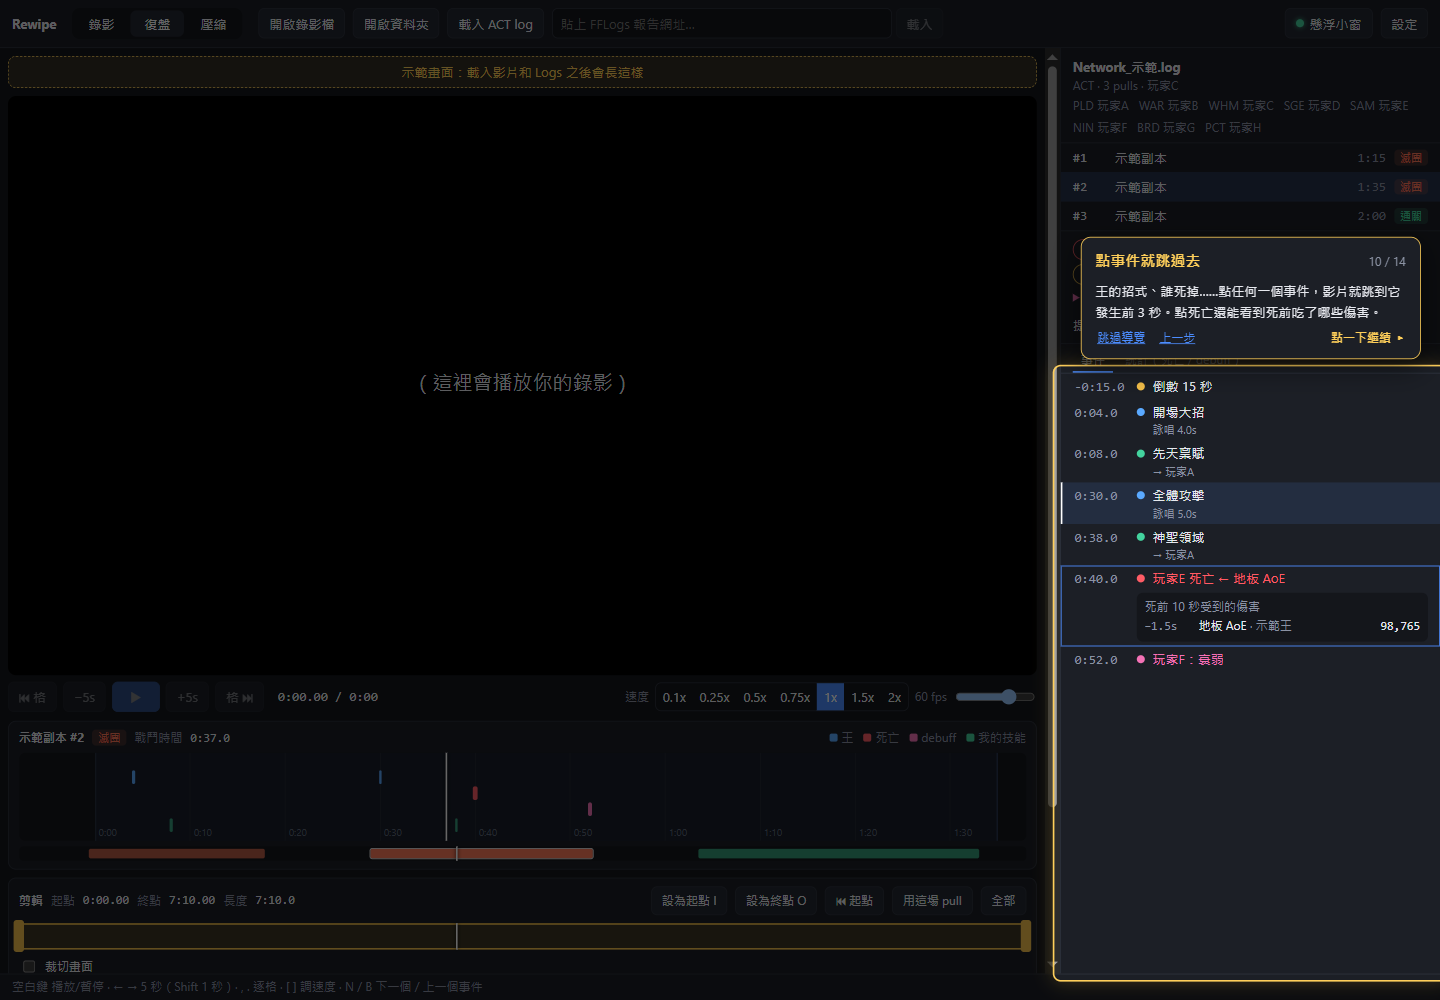 Rewipe 錄影 復盤 壓縮 開啟錄影檔 開啟資料夾 載入 ACT log 貼上 FFLogs 報告網址... 載入 懸浮小窗 設定
示範畫面：載入影片和 Logs 之後會長這樣
(這裡會播放你的錄影)
⏮ 格 −5s ▶ +5s 格 ⏭ 0:00.00 / 0:00 速度 0.1x 0.25x 0.5x 0.75x 1x 1.5x 2x 60 fps
示範副本 #2 滅團 戰鬥時間 0:37.0 王 死亡 debuff 我的技能
0:00 0:10 0:20 0:30 0:40 0:50 1:00 1:10 1:20 1:30
剪輯 起點 0:00.00 終點 7:10.00 長度 7:10.0 設為起點 I 設為終點 O ⏮ 起點 用這場 pull 全部
裁切畫面
空白鍵 播放/暫停 · ← → 5 秒 (Shift 1 秒) · , . 逐格 · [ ] 調速度 · N / B 下一個 / 上一個事件
Network_示範.log
ACT · 3 pulls · 玩家C
PLD 玩家A WAR 玩家B WHM 玩家C SGE 玩家D SAM 玩家E
NIN 玩家F BRD 玩家G PCT 玩家H
#1 示範副本 1:15 滅團
#2 示範副本 1:35 滅團
#3 示範副本 2:00 通關
點事件就跳過去 10 / 14
王的招式、誰死掉……點任何一個事件，影片就跳到它
發生前 3 秒。點死亡還能看到死前吃了哪些傷害。
跳過導覽 上一步 點一下繼續 ▸
-0:15.0 倒數 15 秒
0:04.0 開場大招
詠唱 4.0s
0:08.0 先天稟賦
→ 玩家A
0:30.0 全體攻擊
詠唱 5.0s
0:38.0 神聖領域
→ 玩家A
0:40.0 玩家E 死亡 ← 地板 AoE
死前 10 秒受到的傷害
−1.5s 地板 AoE · 示範王 98,765
0:52.0 玩家F：衰弱